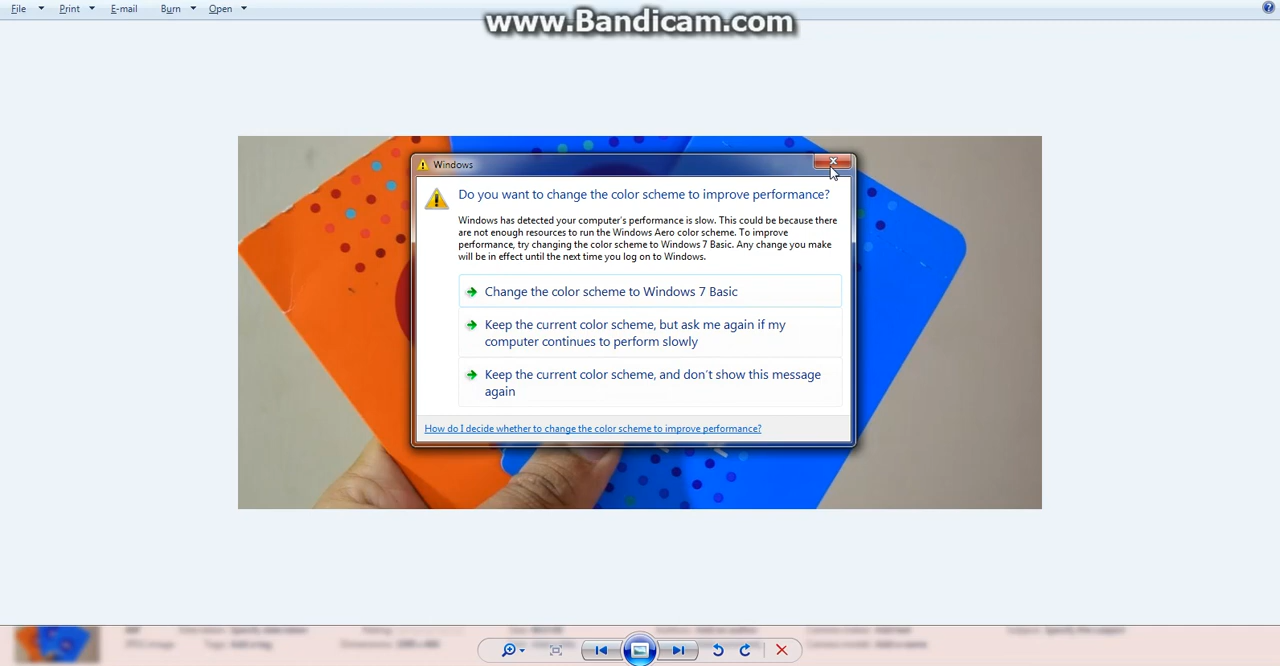 File Print E-mail Burn Open
www.Bandicam.com
Windows
Do you want to change the color scheme to improve performance?
Windows has detected your computer's performance is slow. This could be because there
are not enough resources to run the Windows Aero color scheme. To improve
performance, try changing the color scheme to Windows 7 Basic. Any change you make
will be in effect until the next time you log on to Windows.
Change the color scheme to Windows 7 Basic
Keep the current color scheme, but ask me again if my
computer continues to perform slowly
Keep the current color scheme, and don't show this message
again
How do I decide whether to change the color scheme to improve performance?